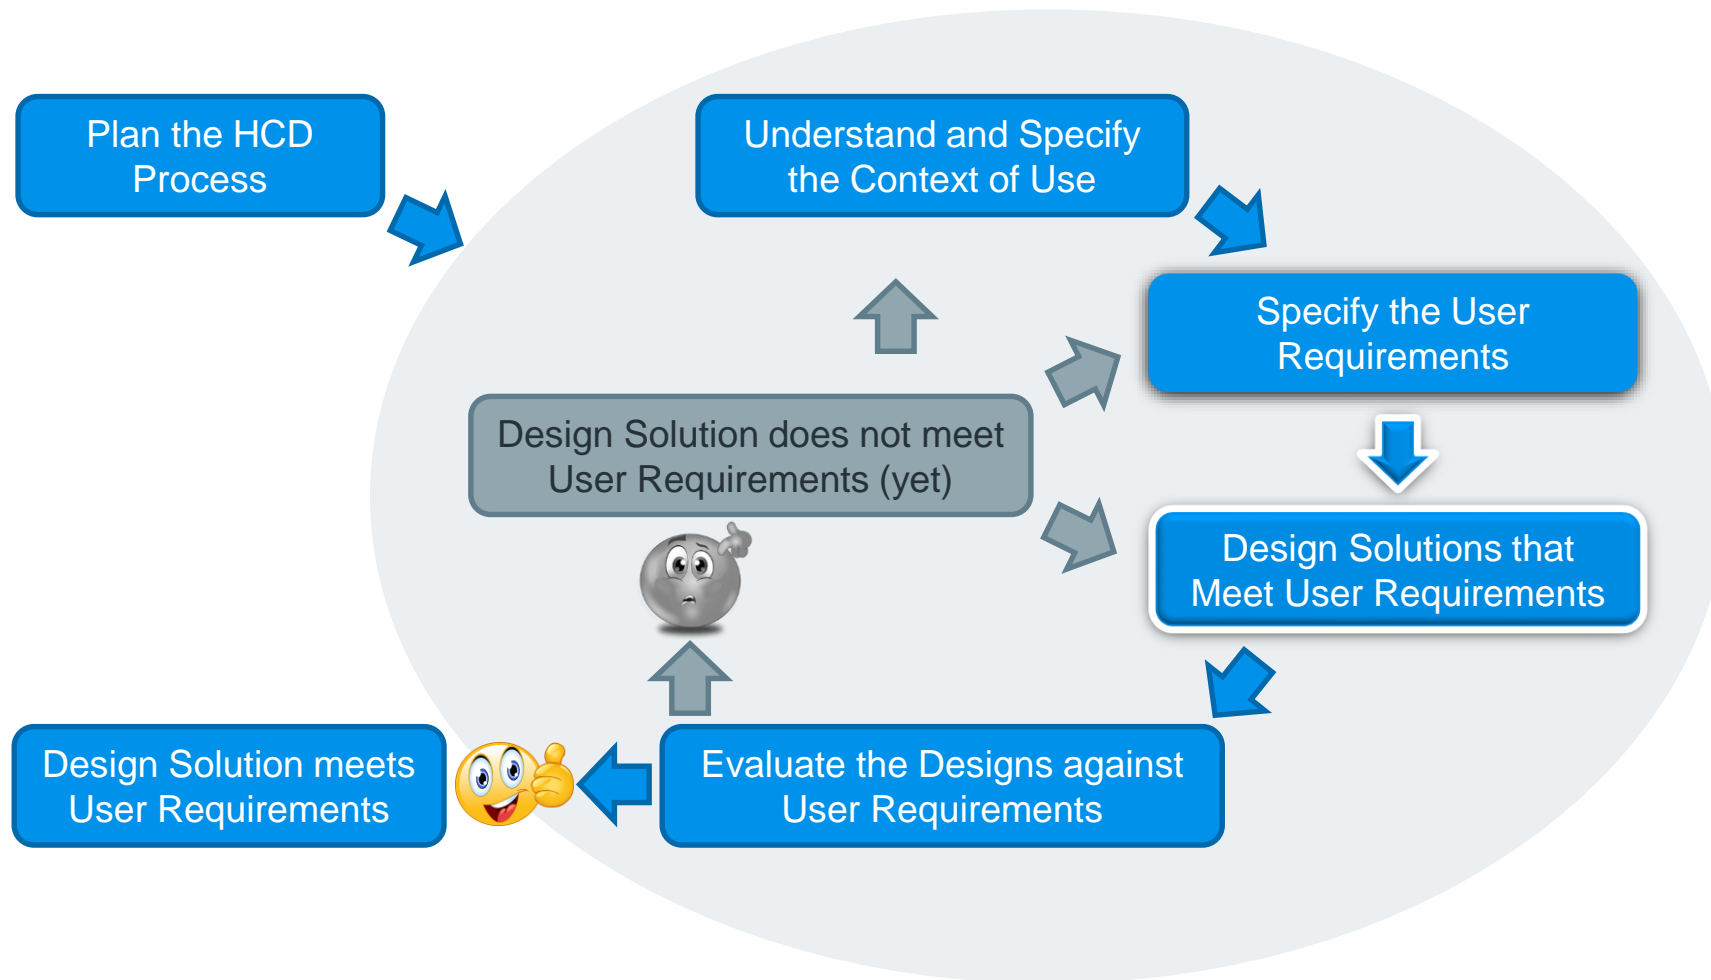 Plan the HCD
Process
Understand and Specify
the Context of Use
Specify the User
Requirements
Design Solution does not meet
User Requirements (yet)
Design Solutions that
Meet User Requirements
Design Solution meets
User Requirements
Evaluate the Designs against
User Requirements